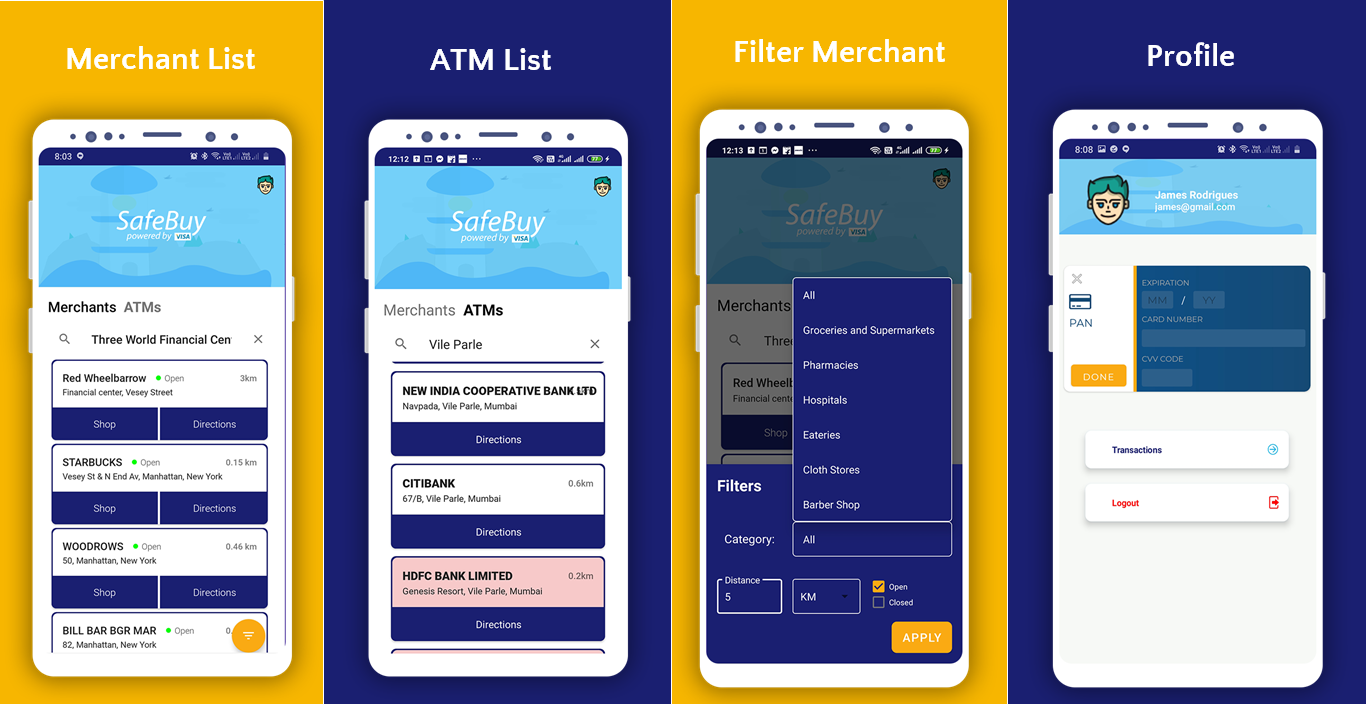 Merchant List
8:03
SafeBuy
powered by VISA
Merchants ATMs
Three World Financial Cen
Red Wheelbarrow Open 3km
Financial center, Vesey Street
Shop Directions
STARBUCKS Open 0.15 km
Vesey St & N End Av, Manhattan, New York
Shop Directions
WOODROWS Open 0.46 km
50, Manhattan, New York
Shop Directions
BILL BAR BGR MAR Open 0.
82, Manhattan, New York
ATM List
12:12
SafeBuy
powered by VISA
Merchants ATMs
Vile Parle
NEW INDIA COOPERATIVE BANK LTD
Navpada, Vile Parle, Mumbai
Directions
CITIBANK 0.6km
67/B, Vile Parle, Mumbai
Directions
HDFC BANK LIMITED 0.2km
Genesis Resort, Vile Parle, Mumbai
Directions
Filter Merchant
12:13
SafeBuy
powered by VISA
Merchants
Three
Red Wheelb
Financial cente
Shop
All
Groceries and Supermarkets
Pharmacies
Hospitals
Eateries
Cloth Stores
Barber Shop
Filters
Category: All
Distance
5 KM
Open
Closed
APPLY
Profile
8:08
James Rodrigues
james@gmail.com
PAN
DONE
EXPIRATION
MM / YY
CARD NUMBER
CVV CODE
Transactions
Logout